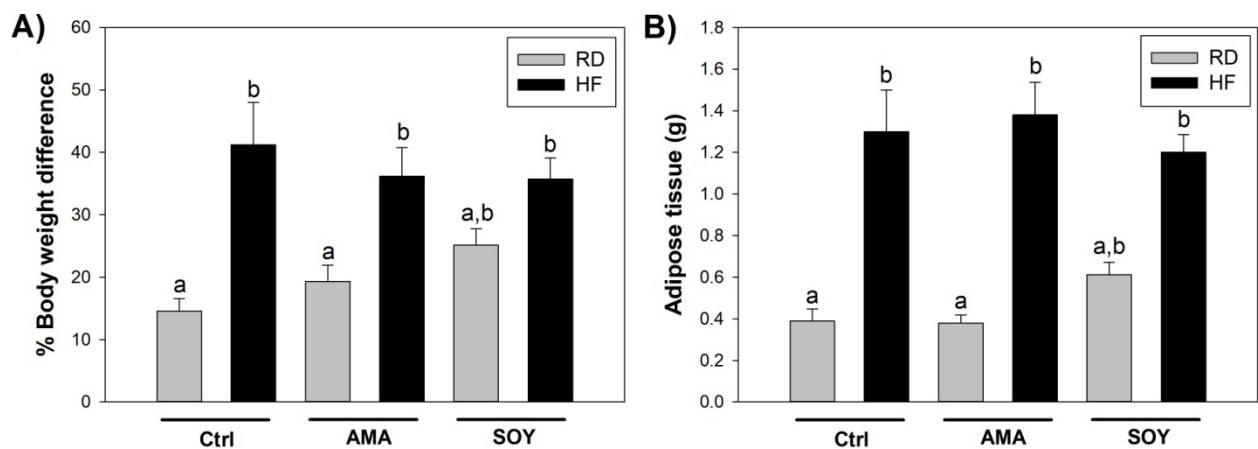 A)
% Body weight difference
60
50
40
30
20
10
0
RD
HF
a
b
a
b
a,b
b
Ctrl
AMA
SOY
B)
Adipose tissue (g)
1.8
1.6
1.4
1.2
1.0
0.8
0.6
0.4
0.2
0.0
RD
HF
a
b
a
b
a,b
b
Ctrl
AMA
SOY